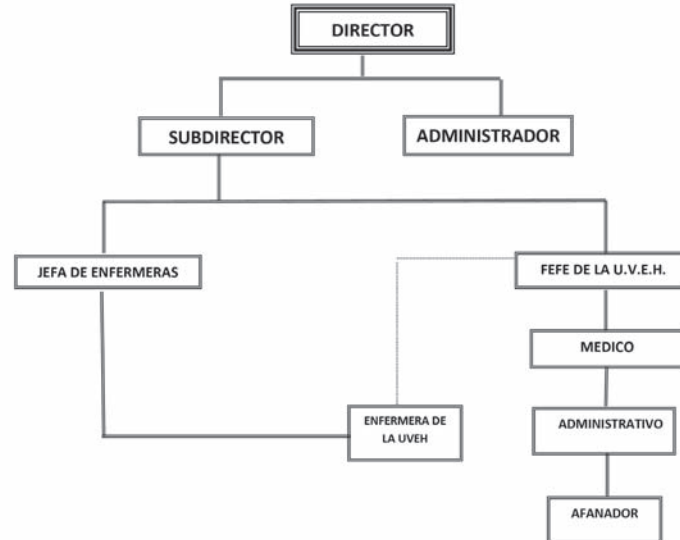 DIRECTOR
SUBDIRECTOR
ADMINISTRADOR
JEFA DE ENFERMERAS
FEFE DE LA U.V.E.H.
MEDICO
ENFERMERA DE
LA UVEH
ADMINISTRATIVO
AFANADOR